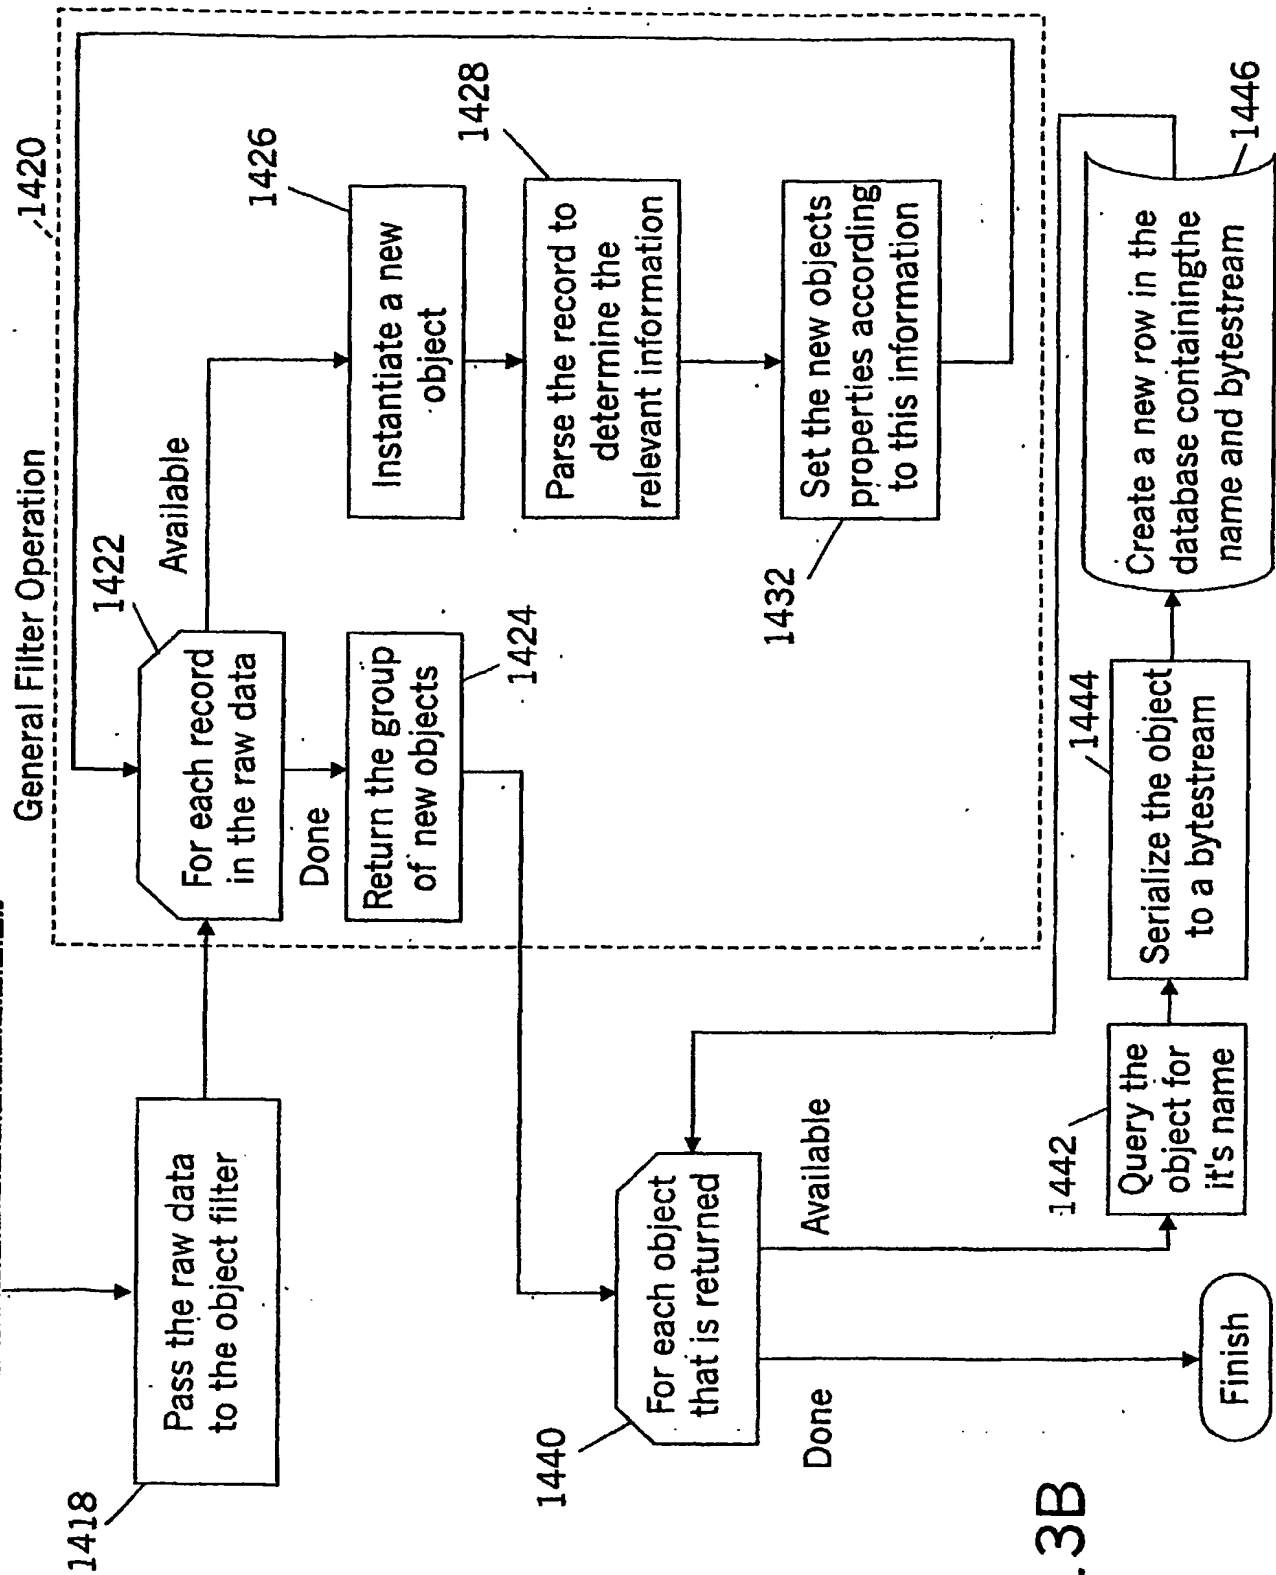 General Filter Operation
1420
1418
Pass the raw data
to the object filter
1422
For each record
in the raw data
Available
Done
1424
Return the group
of new objects
1426
Instantiate a new
object
1428
Parse the record to
determine the
relevant information
1432
Set the new objects
properties according
to this information
1440
For each object
that is returned
Available
Done
1442
Query the
object for
it's name
1444
Serialize the object
to a bytestream
1446
Create a new row in the
database containingthe
name and bytestream
Finish
. 3B